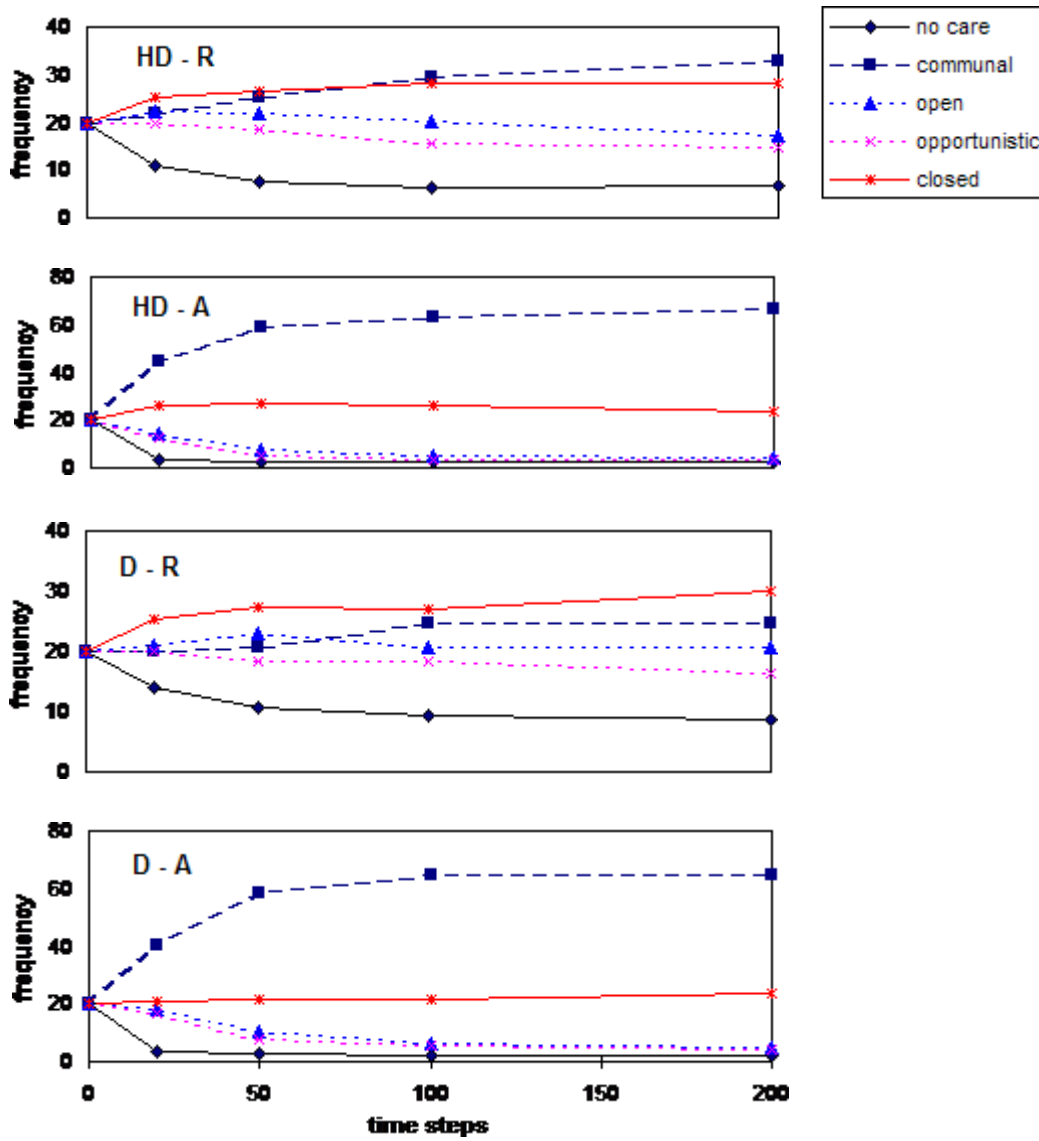 no care
communal
open
opportunistic
closed
40
30
20
10
0
frequency
HD - R
80
60
40
20
0
frequency
HD - A
40
30
20
10
0
frequency
D - R
80
60
40
20
0
frequency
D - A
0 50 100 150 200
time steps